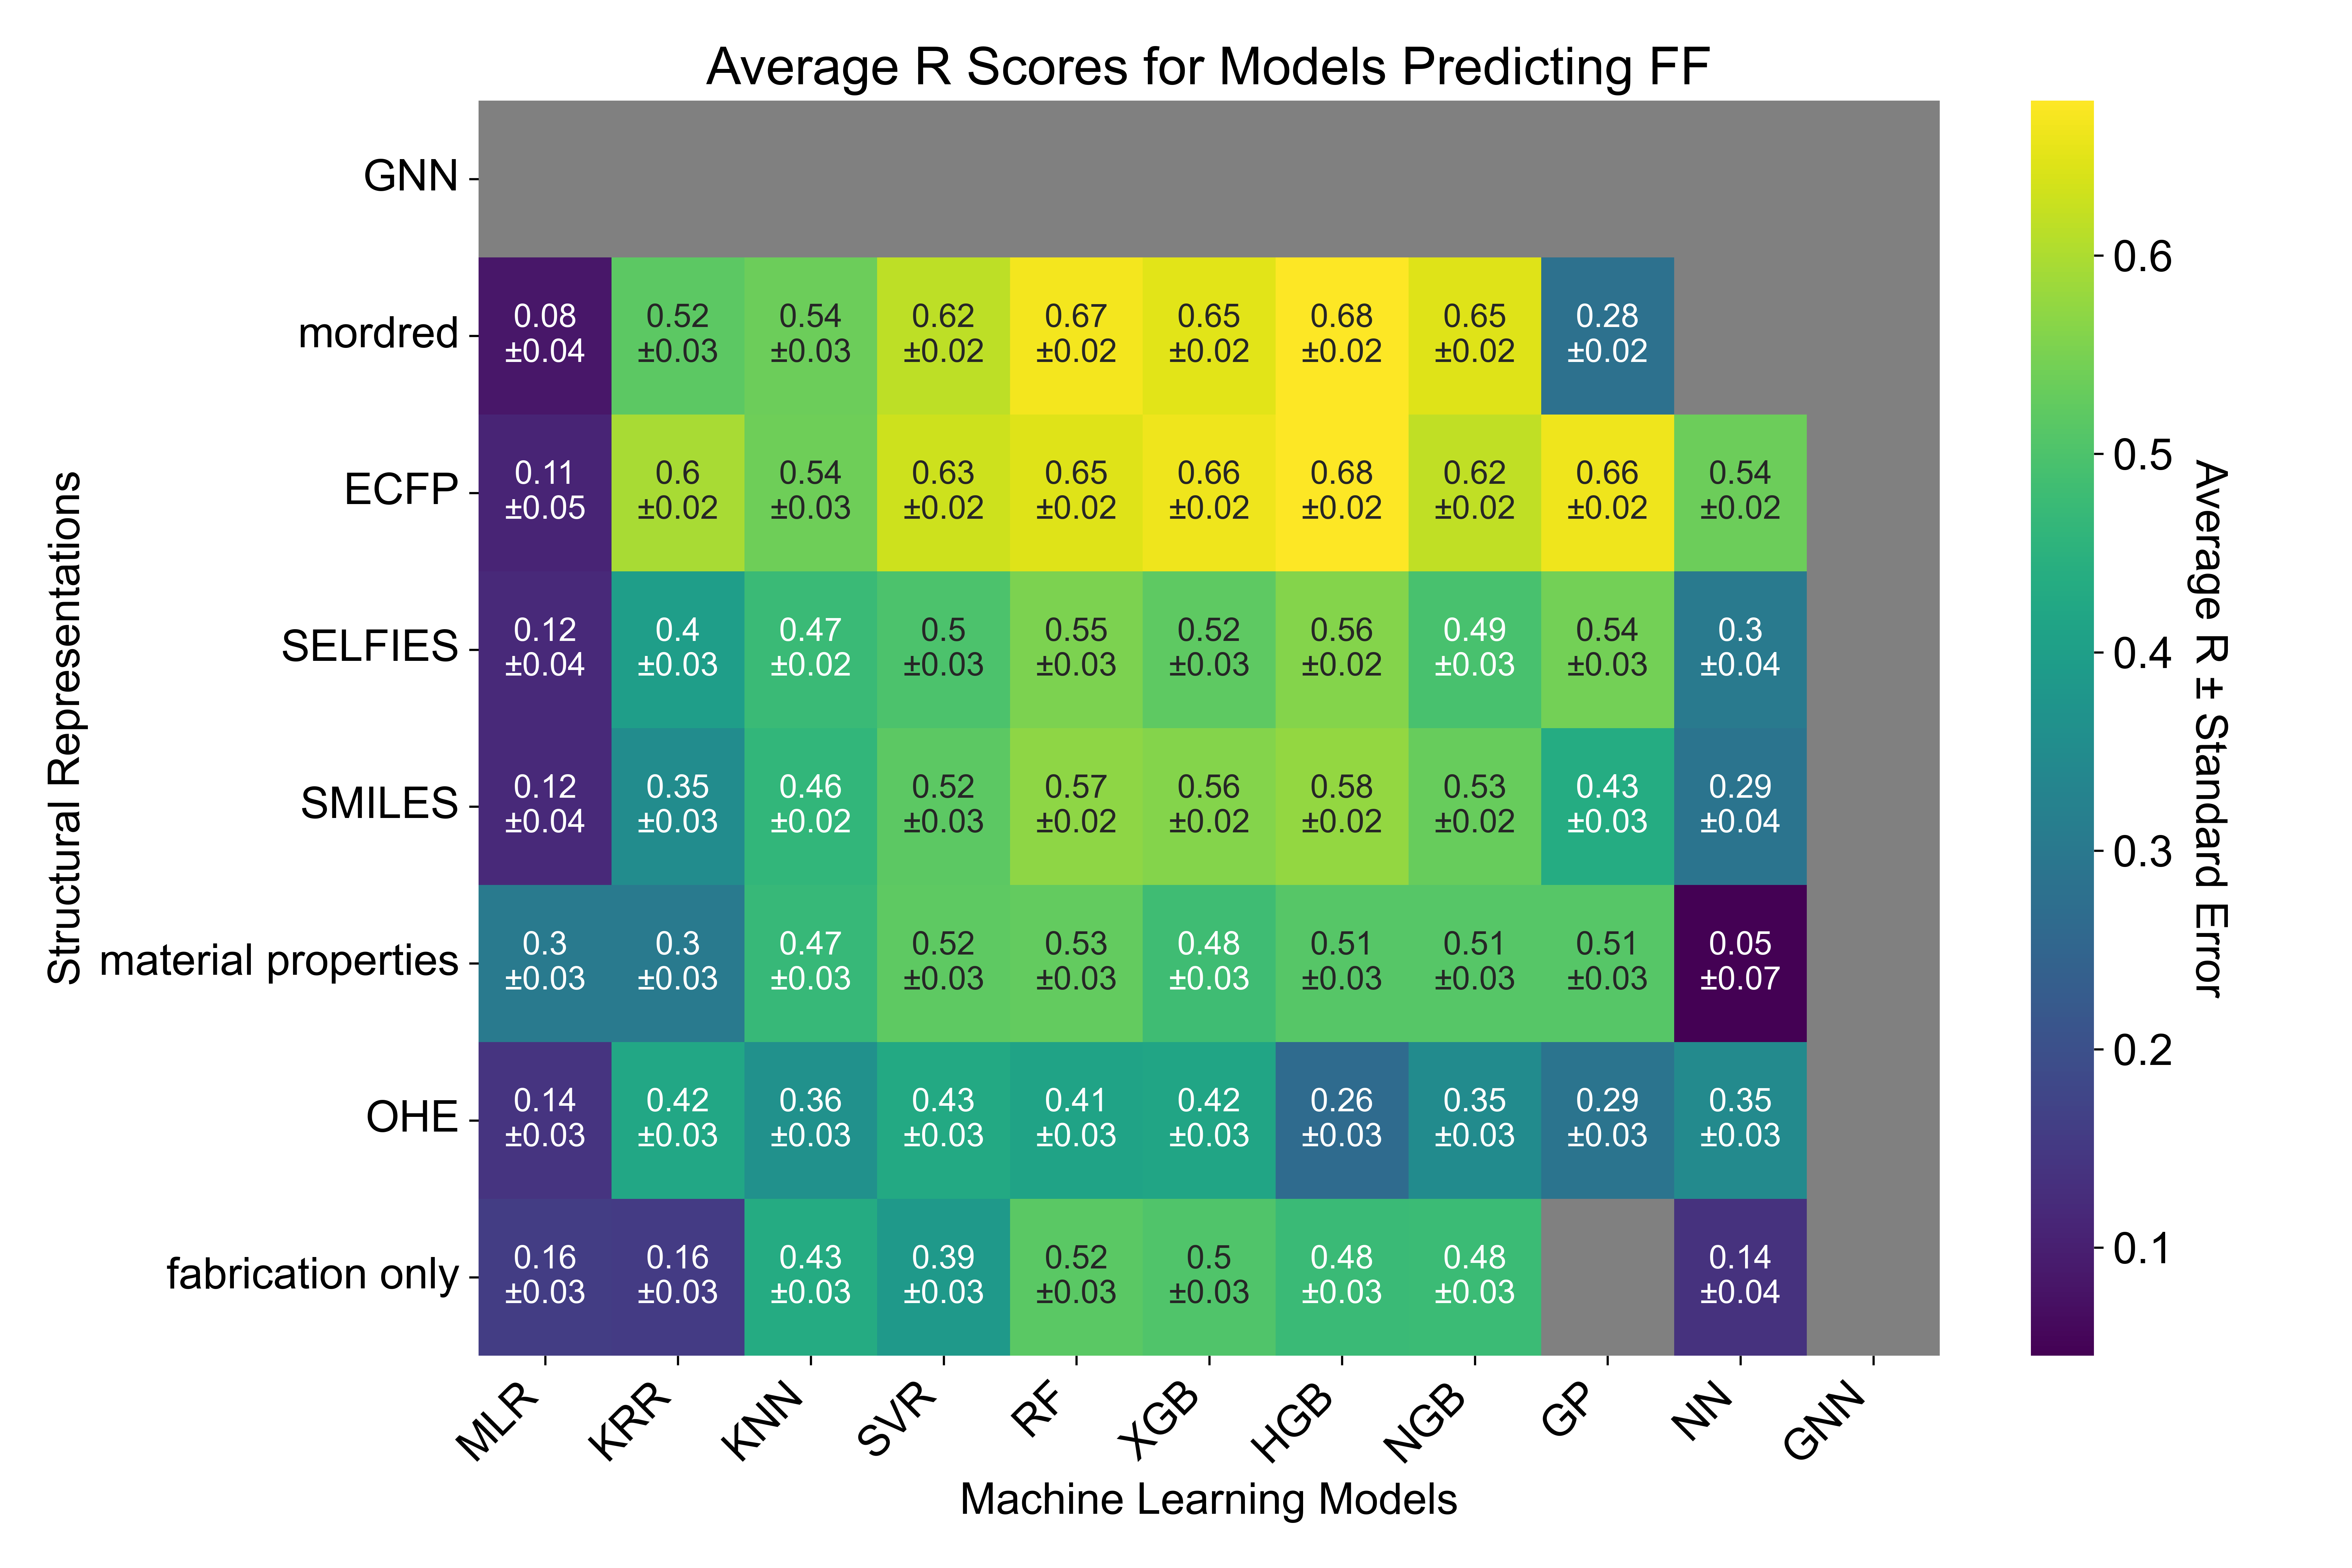 Average R Scores for Models Predicting FF
Structural Representations
GNN
mordred
0.08 0.52 0.54 0.62 0.67 0.65 0.68 0.65 0.28
±0.04 ±0.03 ±0.03 ±0.02 ±0.02 ±0.02 ±0.02 ±0.02 ±0.02
ECFP
0.11 0.6 0.54 0.63 0.65 0.66 0.68 0.62 0.66 0.54
±0.05 ±0.02 ±0.03 ±0.02 ±0.02 ±0.02 ±0.02 ±0.02 ±0.02 ±0.02
SELFIES
0.12 0.4 0.47 0.5 0.55 0.52 0.56 0.49 0.54 0.3
±0.04 ±0.03 ±0.02 ±0.03 ±0.03 ±0.03 ±0.02 ±0.03 ±0.03 ±0.04
SMILES
0.12 0.35 0.46 0.52 0.57 0.56 0.58 0.53 0.43 0.29
±0.04 ±0.03 ±0.02 ±0.03 ±0.02 ±0.02 ±0.02 ±0.02 ±0.03 ±0.04
material properties
0.3 0.3 0.47 0.52 0.53 0.48 0.51 0.51 0.51 0.05
±0.03 ±0.03 ±0.03 ±0.03 ±0.03 ±0.03 ±0.03 ±0.03 ±0.03 ±0.07
OHE
0.14 0.42 0.36 0.43 0.41 0.42 0.26 0.35 0.29 0.35
±0.03 ±0.03 ±0.03 ±0.03 ±0.03 ±0.03 ±0.03 ±0.03 ±0.03 ±0.03
fabrication only
0.16 0.16 0.43 0.39 0.52 0.5 0.48 0.48 0.14
±0.03 ±0.03 ±0.03 ±0.03 ±0.03 ±0.03 ±0.03 ±0.03 ±0.04
MLR KRR KNN SVR RF XGB HGB NGB GP NN GNN
Machine Learning Models
0.6
0.5
0.4
0.3
0.2
0.1
Average R ± Standard Error